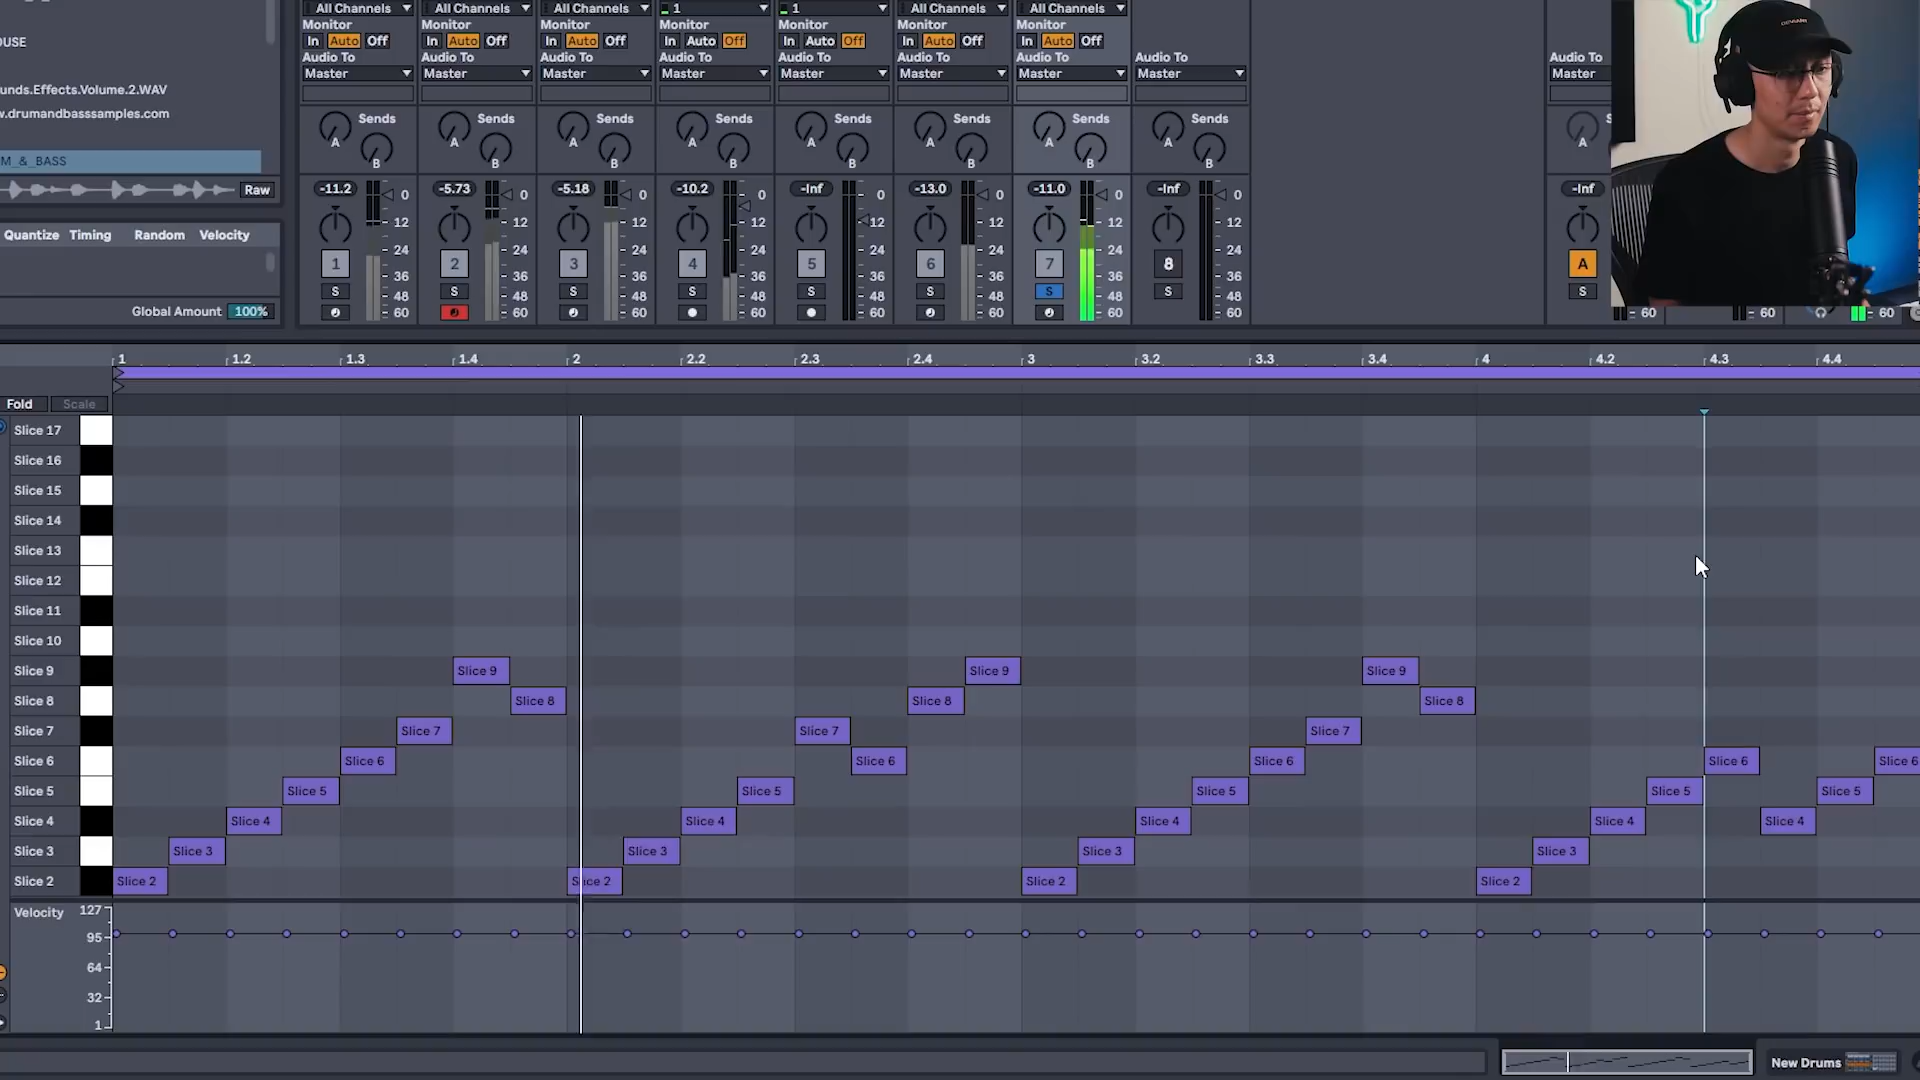 All Channels All Channels All Channels 1 1 All Channels All Channels
Monitor Monitor Monitor Monitor Monitor Monitor Monitor
In Auto Off In Auto Off In Auto Off In Auto Off In Auto Off In Auto Off In Auto Off
Audio To Audio To Audio To Audio To Audio To Audio To Audio To Audio To Audio To
Master Master Master Master Master Master Master Master Master
OUSE
unds.Effects.Volume.2.WAV
w.drumandbasssamples.com
M_&_BASS
Raw
Sends Sends Sends Sends Sends Sends Sends Sends S
A A A A A A A A A
B B B B B B B B
-11.2 -5.73 -5.18 -10.2 -Inf -13.0 -11.0 -Inf -Inf
0 0 0 0 0 0 0 0
12 12 12 12 12 12 12 12
24 24 24 24 24 24 24 24
1 2 3 4 5 6 7 8 A
36 36 36 36 36 36 36 36
S S S S S S S S S
48 48 48 48 48 48 48 48
60 60 60 60 60 60 60 60 60 60 60
Quantize Timing Random Velocity
Global Amount 100%
1 1.2 1.3 1.4 2 2.2 2.3 2.4 3 3.2 3.3 3.4 4 4.2 4.3 4.4
Fold Scale
Slice 17
Slice 16
Slice 15
Slice 14
Slice 13
Slice 12
Slice 11
Slice 10
Slice 9 Slice 9 Slice 9 Slice 9
Slice 8 Slice 8 Slice 8 Slice 8
Slice 7 Slice 7 Slice 7 Slice 7
Slice 6 Slice 6 Slice 6 Slice 6 Slice 6 Slice 6
Slice 5 Slice 5 Slice 5 Slice 5 Slice 5 Slice 5
Slice 4 Slice 4 Slice 4 Slice 4 Slice 4 Slice 4
Slice 3 Slice 3 Slice 3 Slice 3 Slice 3
Slice 2 Slice 2 Slice 2 Slice 2 Slice 2
Velocity 127
95
64
32
1
New Drums